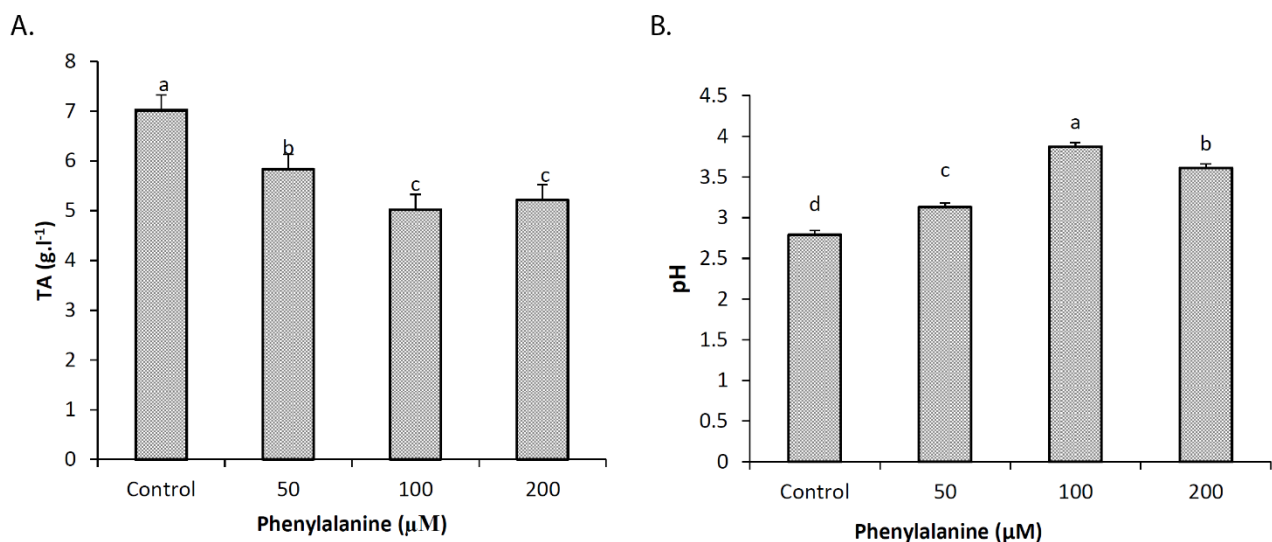 A.
8
7
6
5
4
3
2
1
0
TA (g.l⁻¹)
a
b
c
c
Control 50 100 200
Phenylalanine (μM)
B.
4.5
4
3.5
3
2.5
2
1.5
1
0.5
0
pH
d
c
a
b
Control 50 100 200
Phenylalanine (μM)